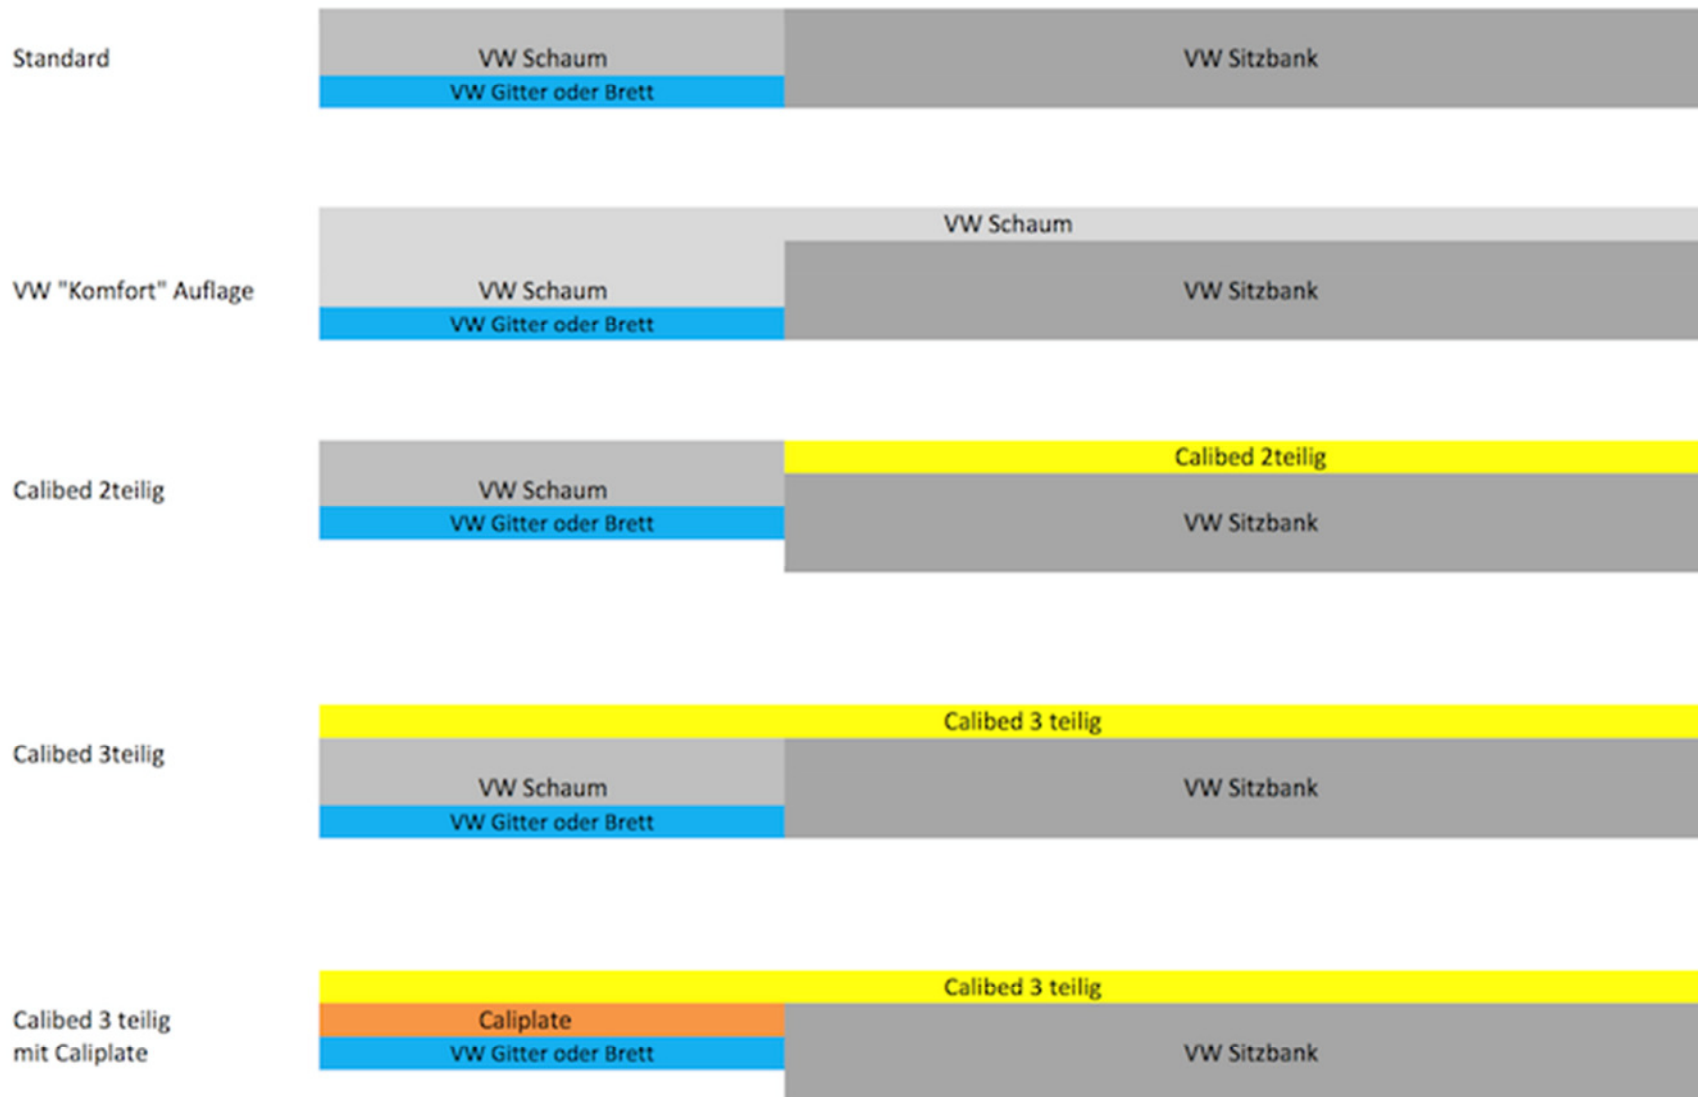 Standard
VW Schaum
VW Sitzbank
VW Gitter oder Brett
VW Schaum
VW "Komfort" Auflage
VW Schaum
VW Sitzbank
VW Gitter oder Brett
Calibed 2teilig
Calibed 2teilig
VW Schaum
VW Gitter oder Brett
VW Sitzbank
Calibed 3 teilig
Calibed 3teilig
VW Schaum
VW Sitzbank
VW Gitter oder Brett
Calibed 3 teilig
Calibed 3 teilig
mit Caliplate
Caliplate
VW Gitter oder Brett
VW Sitzbank